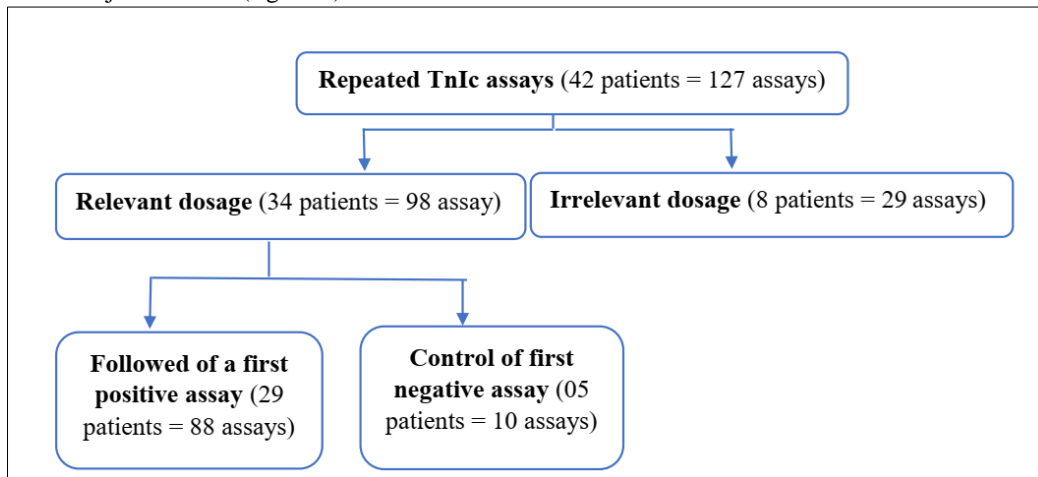 Repeated TnIc assays (42 patients = 127 assays)
Relevant dosage (34 patients = 98 assay)
Irrelevant dosage (8 patients = 29 assays)
Followed of a first
positive assay (29
patients = 88 assays)
Control of first
negative assay (05
patients = 10 assays)